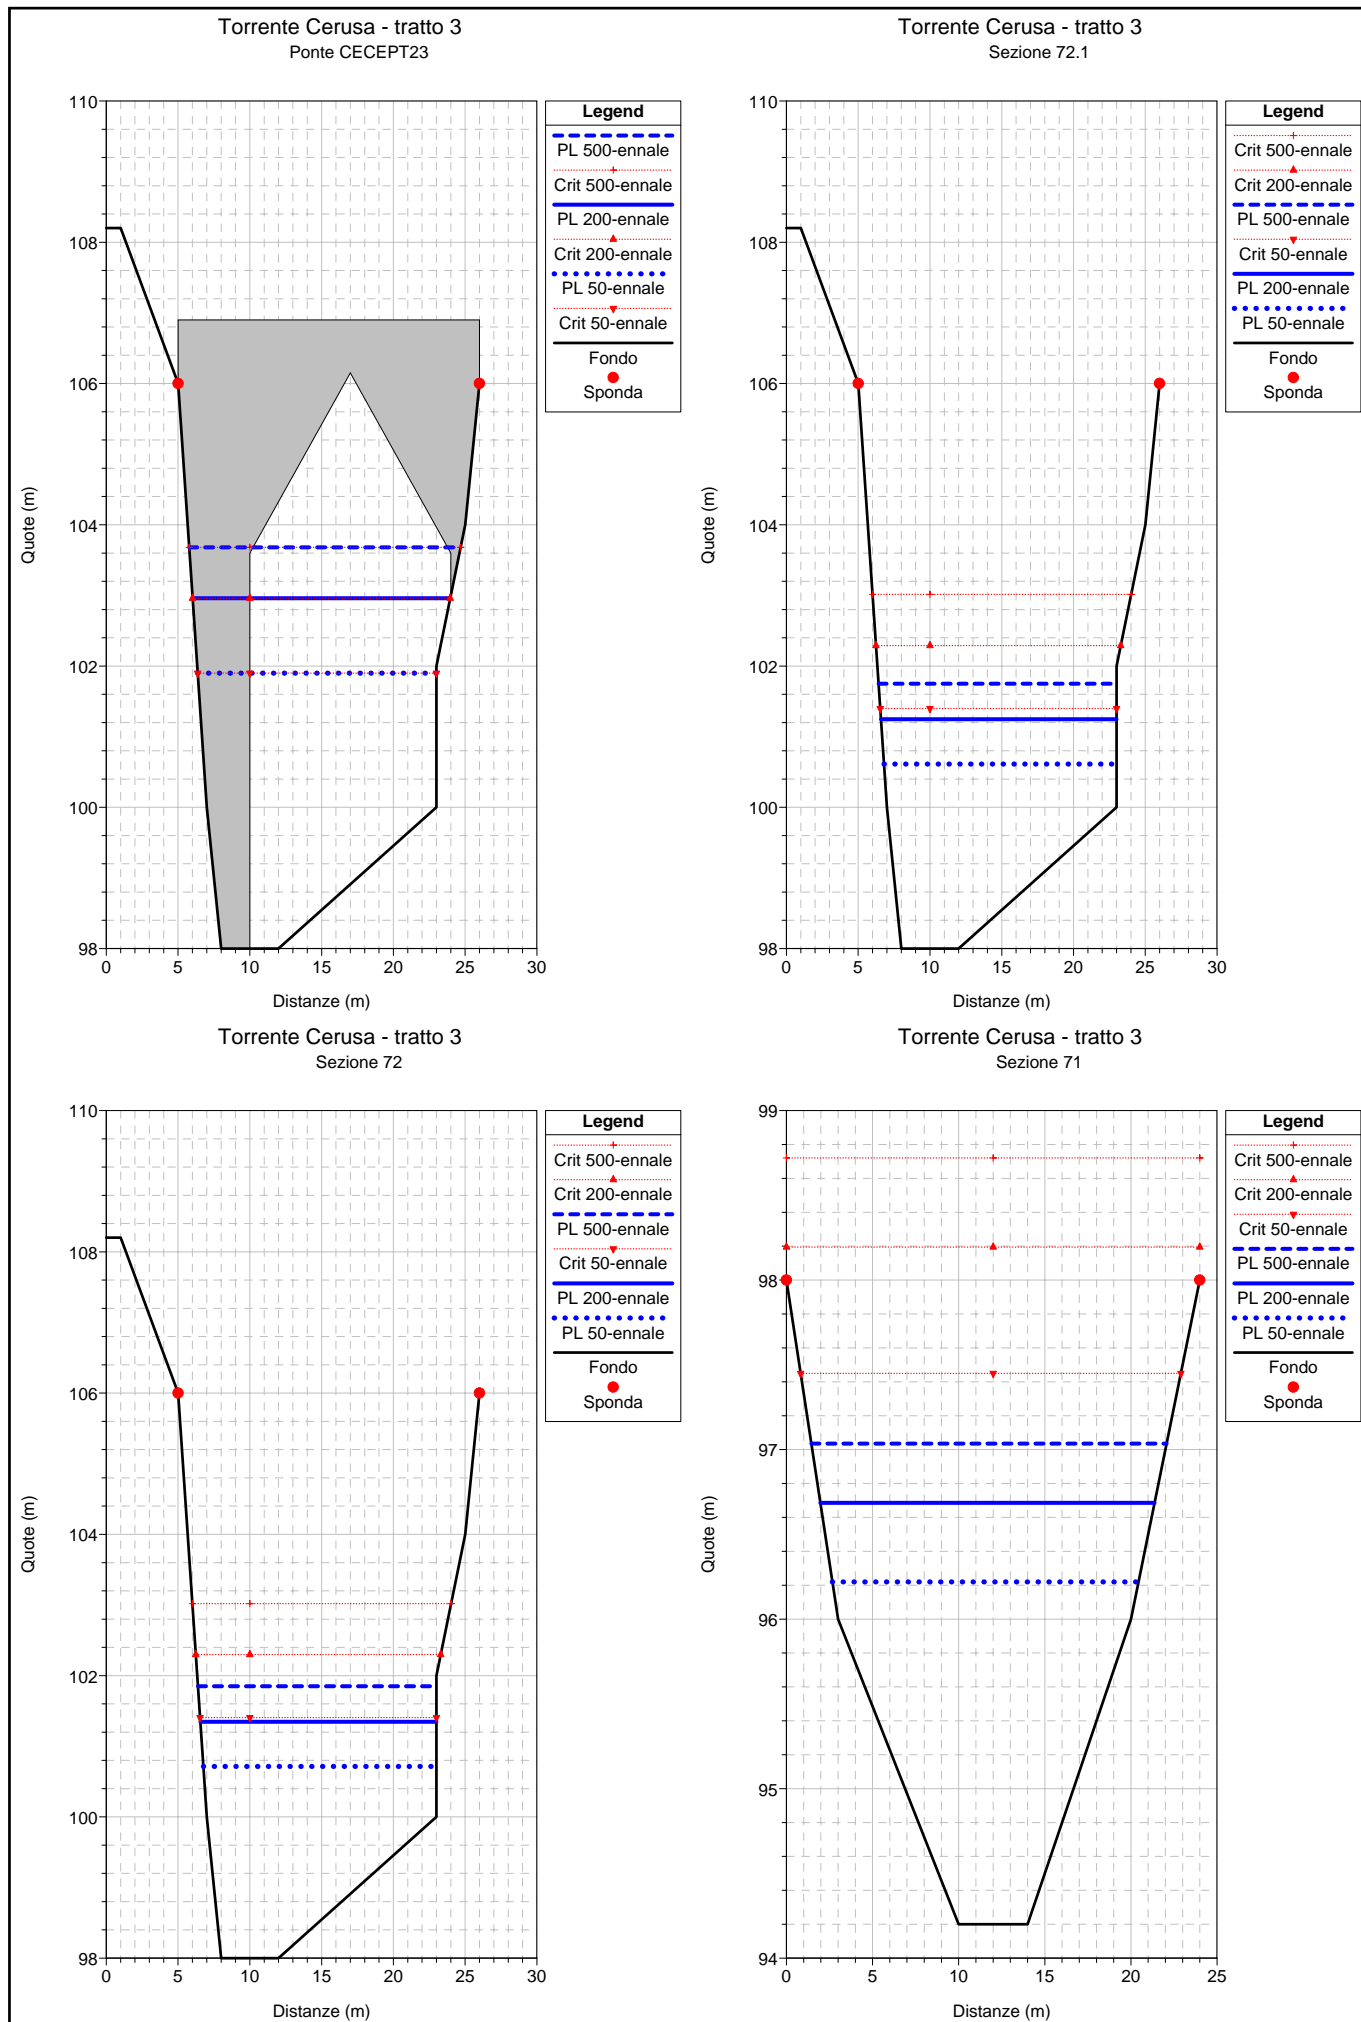 Torrente Cerusa - tratto 3
Ponte CECEPT23
110
108
106
104
102
100
98
0 5 10 15 20 25 30
Quote (m)
Distanze (m)
Legend
PL 500-ennale
Crit 500-ennale
PL 200-ennale
Crit 200-ennale
PL 50-ennale
Crit 50-ennale
Fondo
Sponda
Torrente Cerusa - tratto 3
Sezione 72.1
110
108
106
104
102
100
98
0 5 10 15 20 25 30
Quote (m)
Distanze (m)
Legend
Crit 500-ennale
Crit 200-ennale
PL 500-ennale
Crit 50-ennale
PL 200-ennale
PL 50-ennale
Fondo
Sponda
Torrente Cerusa - tratto 3
Sezione 72
110
108
106
104
102
100
98
0 5 10 15 20 25 30
Quote (m)
Distanze (m)
Legend
Crit 500-ennale
Crit 200-ennale
PL 500-ennale
Crit 50-ennale
PL 200-ennale
PL 50-ennale
Fondo
Sponda
Torrente Cerusa - tratto 3
Sezione 71
99
98
97
96
95
94
0 5 10 15 20 25
Quote (m)
Distanze (m)
Legend
Crit 500-ennale
Crit 200-ennale
Crit 50-ennale
PL 500-ennale
PL 200-ennale
PL 50-ennale
Fondo
Sponda